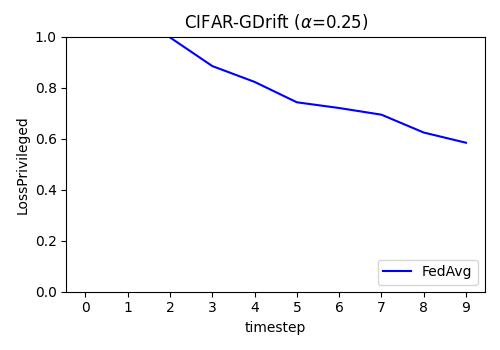 CIFAR-GDrift (α=0.25)
1.0
0.8
0.6
0.4
0.2
0.0
LossPrivileged
FedAvg
0 1 2 3 4 5 6 7 8 9
timestep